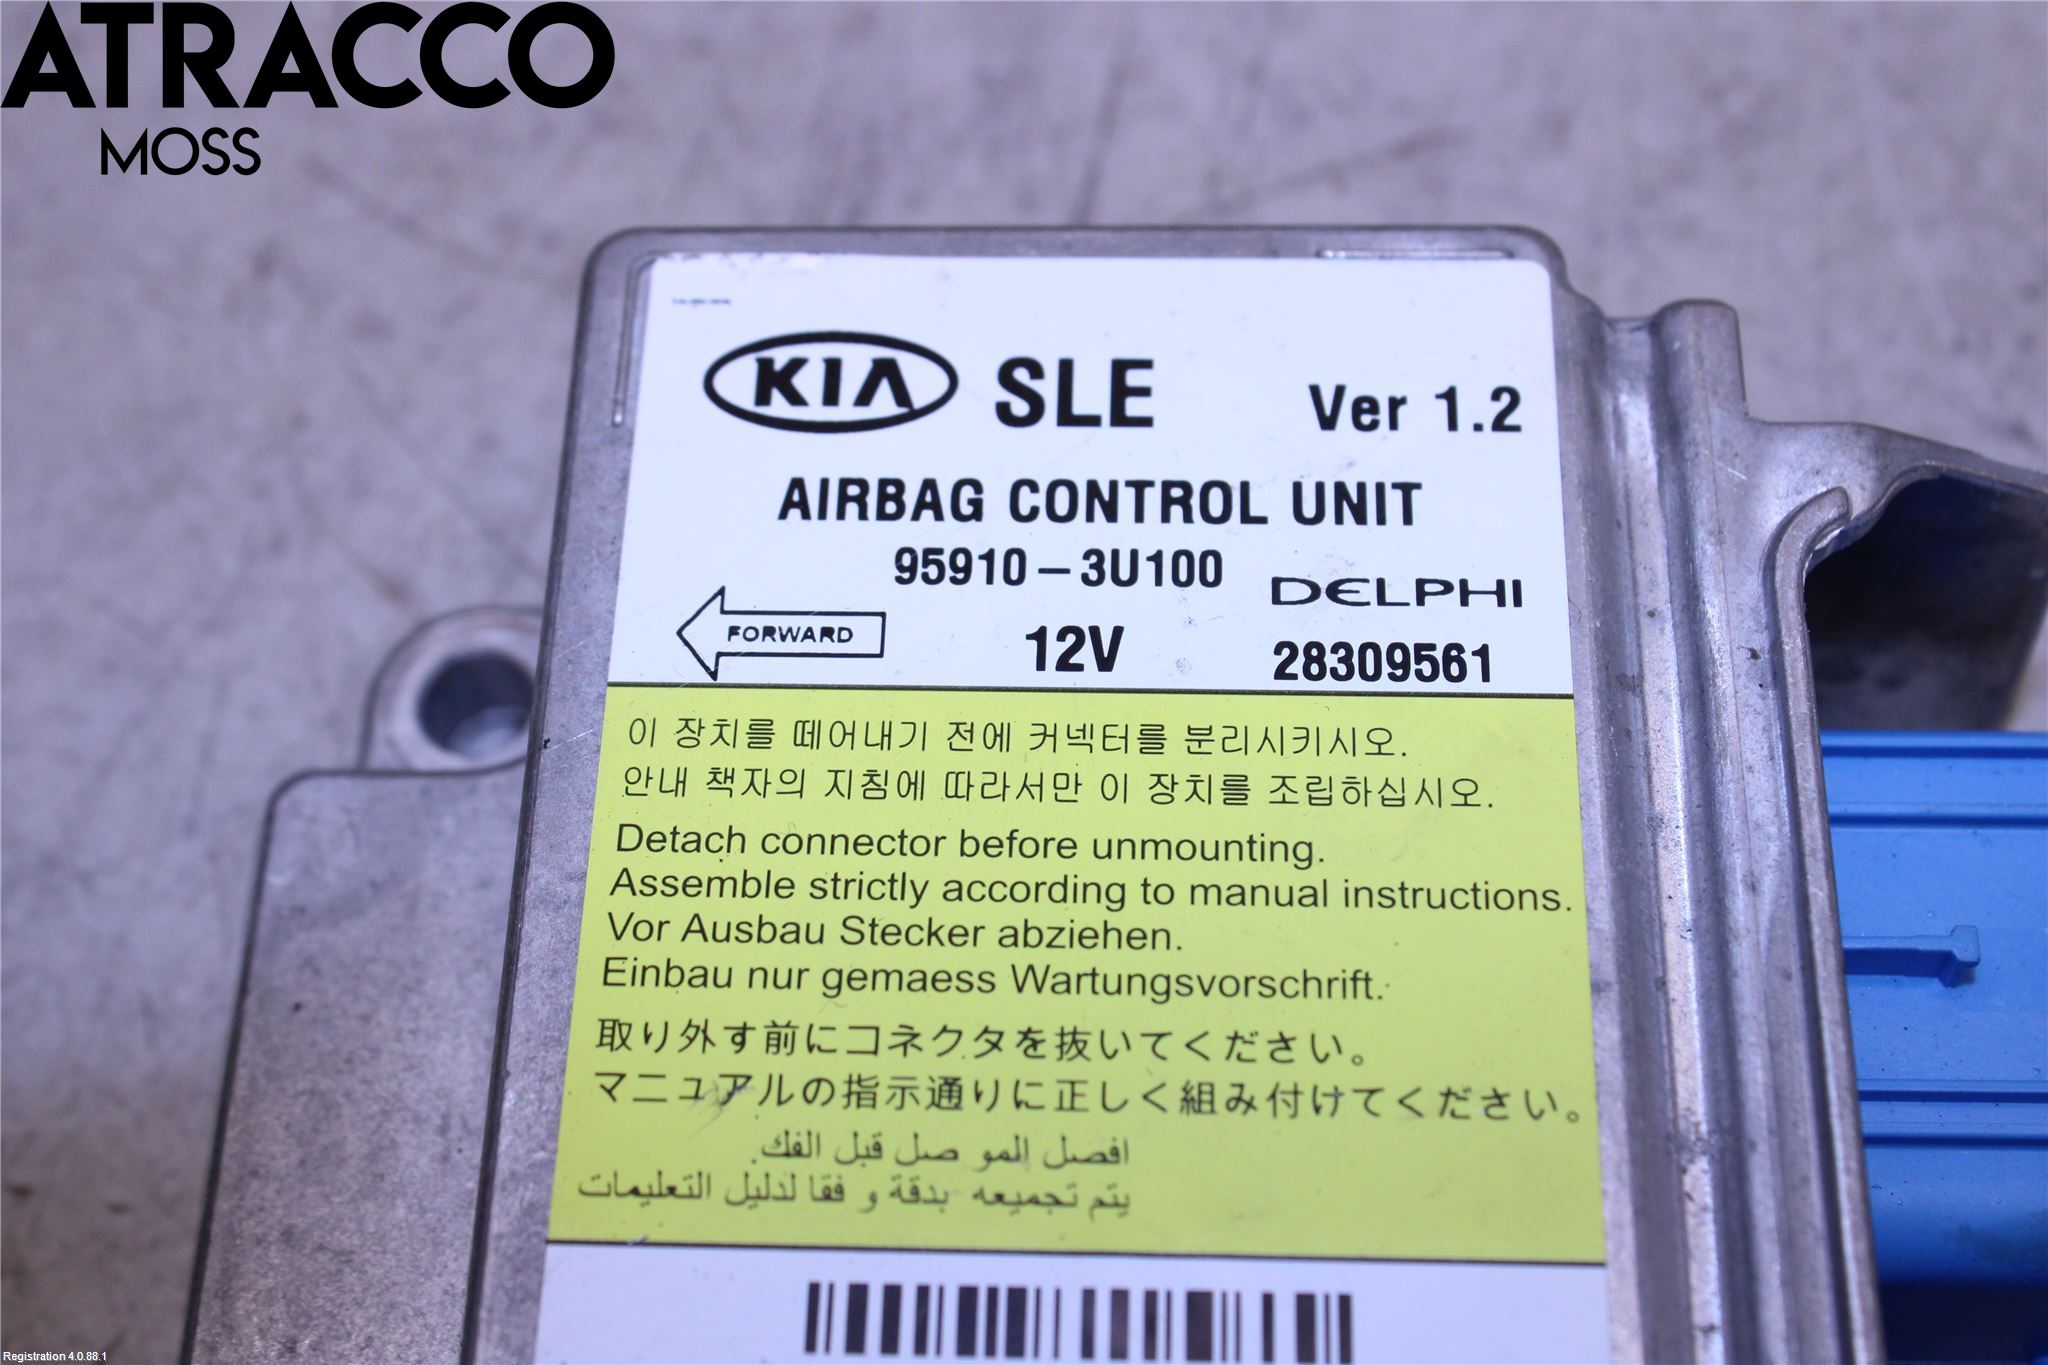 ATRACCO
MOSS
KIA SLE Ver 1.2
AIRBAG CONTROL UNIT
95910-3U100
DELPHI
FORWARD
12V
28309561
이 장치를 떼어내기 전에 커넥터를 분리시키시오.
안내 책자의 지침에 따라서만 이 장치를 조립하십시오.
Detach connector before unmounting.
Assemble strictly according to manual instructions.
Vor Ausbau Stecker abziehen.
Einbau nur gemaess Wartungsvorschrift.
取り外す前にコネクタを抜いてください。
マニュアルの指示通りに正しく組み付けてください。
افصل المو صل قبل الفك.
يتم تجميعه بدقة و فقا لدليل التعليمات
Registration 4.0.88.1